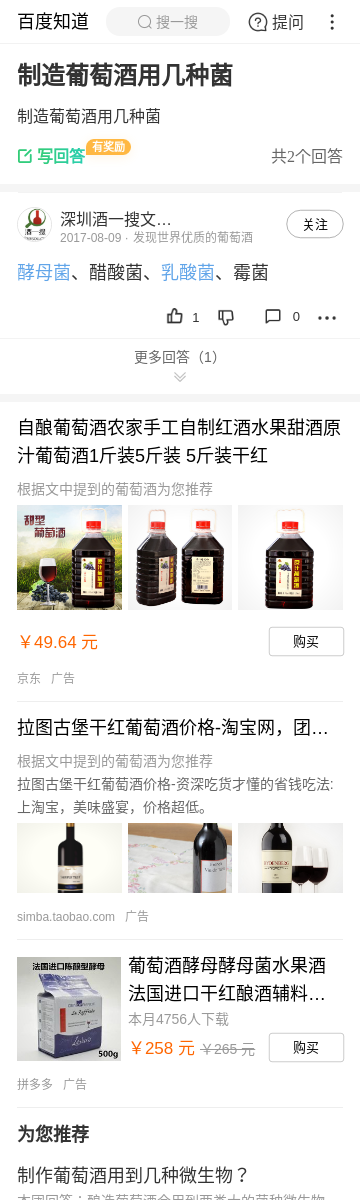 百度知道
搜一搜
提问
制造葡萄酒用几种菌
制造葡萄酒用几种菌
写回答
有奖励
共2个回答
酒一搜
深圳酒一搜文…
2017-08-09 · 发现世界优质的葡萄酒
关注
酵母菌、醋酸菌、乳酸菌、霉菌
1
0
更多回答（1）
自酿葡萄酒农家手工自制红酒水果甜酒原
汁葡萄酒1斤装5斤装 5斤装干红
根据文中提到的葡萄酒为您推荐
甜型
葡萄酒
￥49.64 元
购买
京东 广告
拉图古堡干红葡萄酒价格-淘宝网，团…
根据文中提到的葡萄酒为您推荐
拉图古堡干红葡萄酒价格-资深吃货才懂的省钱吃法:
上淘宝，美味盛宴，价格超低。
simba.taobao.com 广告
法国进口陈酿型酵母
500g
葡萄酒酵母酵母菌水果酒
法国进口干红酿酒辅料…
本月4756人下载
￥258 元 ￥265 元
购买
拼多多 广告
为您推荐
制作葡萄酒用到几种微生物？